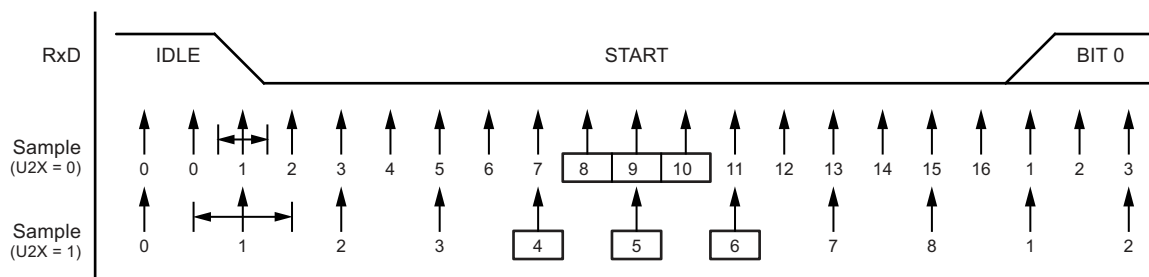 RxD IDLE START BIT 0
Sample
(U2X = 0)
0 0 1 2 3 4 5 6 7 8 9 10 11 12 13 14 15 16 1 2 3
Sample
(U2X = 1)
0 1 2 3 4 5 6 7 8 1 2